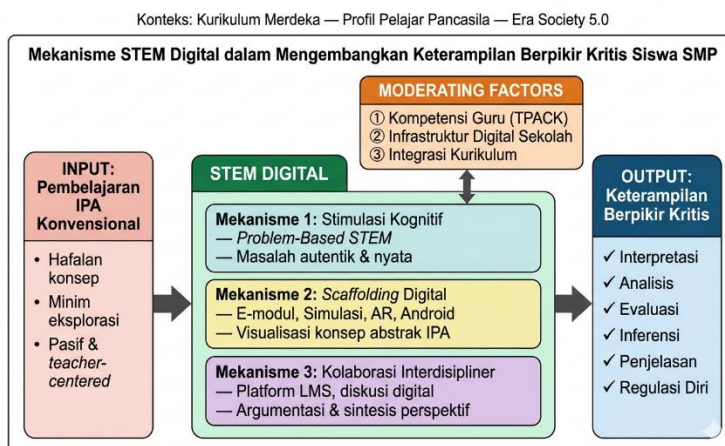 Konteks: Kurikulum Merdeka — Profil Pelajar Pancasila — Era Society 5.0
Mekanisme STEM Digital dalam Mengembangkan Keterampilan Berpikir Kritis Siswa SMP
MODERATING FACTORS
① Kompetensi Guru (TPACK)
② Infrastruktur Digital Sekolah
③ Integrasi Kurikulum
INPUT:
Pembelajaran
IPA
Konvensional
• Hafalan
konsep
• Minim
eksplorasi
• Pasif &
teacher-
centered
STEM DIGITAL
Mekanisme 1: Stimulasi Kognitif
— Problem-Based STEM
— Masalah autentik & nyata
Mekanisme 2: Scaffolding Digital
— E-modul, Simulasi, AR, Android
— Visualisasi konsep abstrak IPA
Mekanisme 3: Kolaborasi Interdisipliner
— Platform LMS, diskusi digital
— Argumentasi & sintesis perspektif
OUTPUT:
Keterampilan
Berpikir Kritis
✓ Interpretasi
✓ Analisis
✓ Evaluasi
✓ Inferensi
✓ Penjelasan
✓ Regulasi Diri